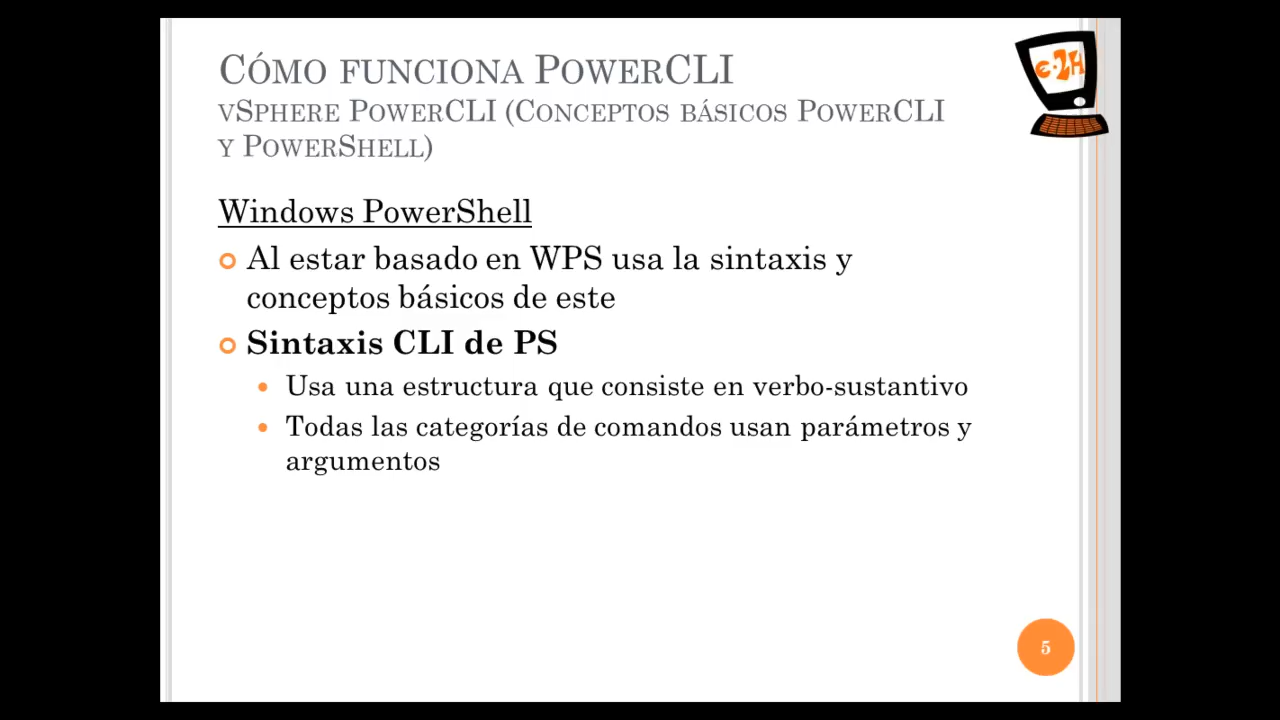 CÓMO FUNCIONA POWERCLI
VSPHERE POWERCLI (CONCEPTOS BÁSICOS POWERCLI
Y POWERSHELL)
e-2H
Windows PowerShell
Al estar basado en WPS usa la sintaxis y
conceptos básicos de este
Sintaxis CLI de PS
Usa una estructura que consiste en verbo-sustantivo
Todas las categorías de comandos usan parámetros y
argumentos
5